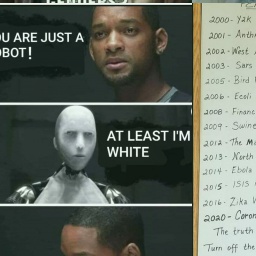 OU ARE JUST A
OBOT!
AT LEAST I'M
WHITE
2000- Y2K
2001- Anthr
2002- West
2003- Sars
2005- Bird
2006- Ecoli
2008- Financ
2009- Swine
2012- The Ma
2013- North
2014- Ebola
2015- ISIS
2016- Zika V
2020- Coron
The truth
Turn off the